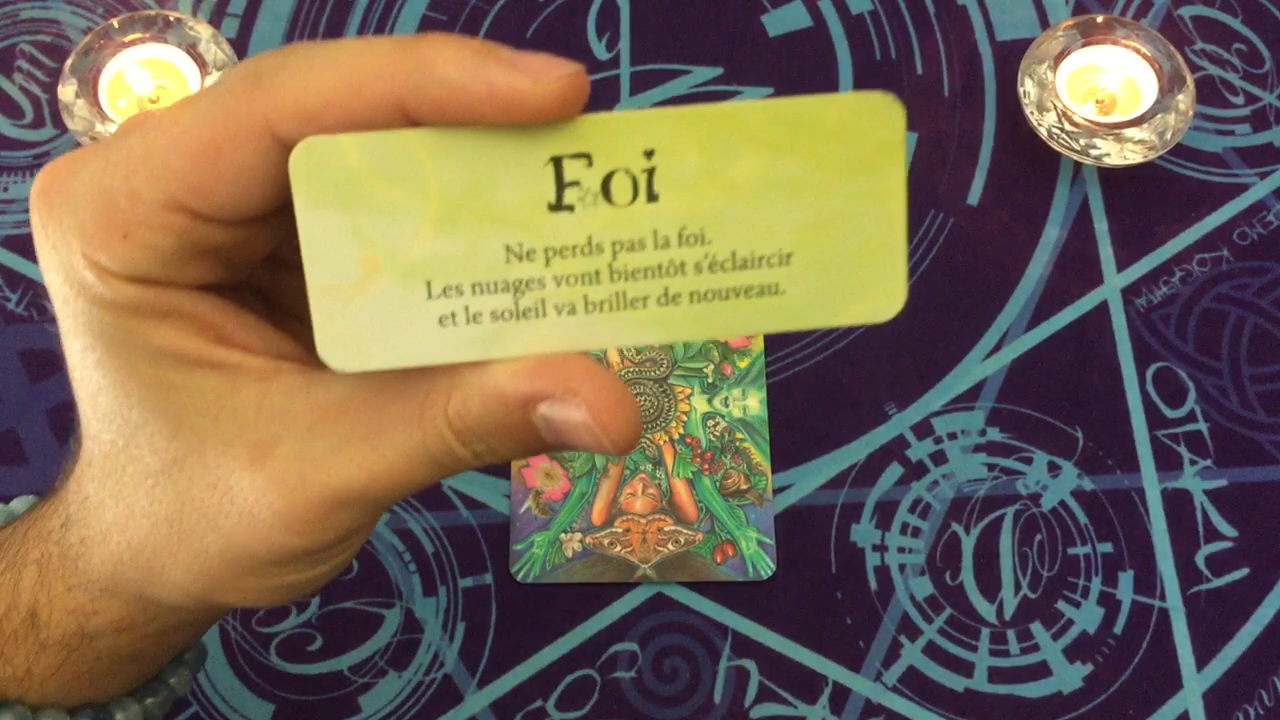 Foi
Ne perds pas la foi.
Les nuages vont bientôt s'éclaircir
et le soleil va briller de nouveau.